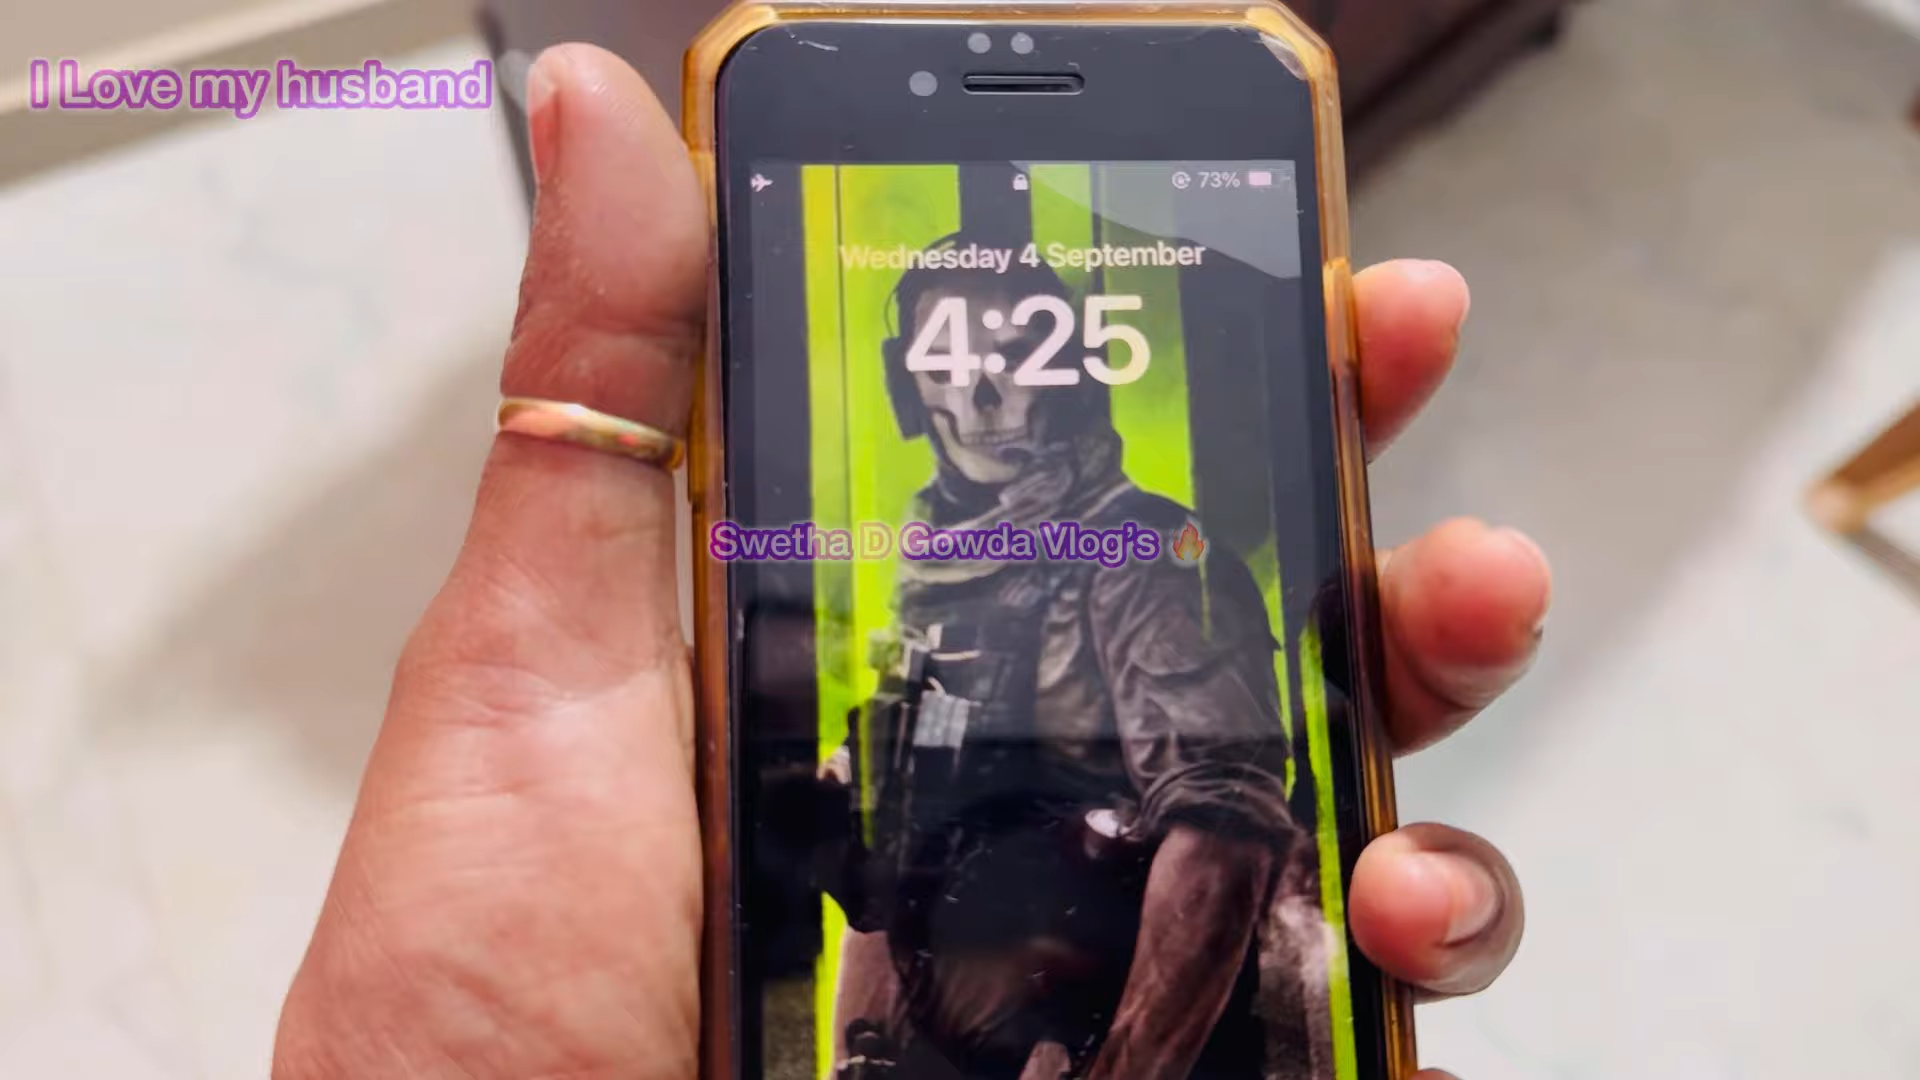 I Love my husband
73%
Wednesday 4 September
4:25
Swetha D Gowda Vlog's 🔥